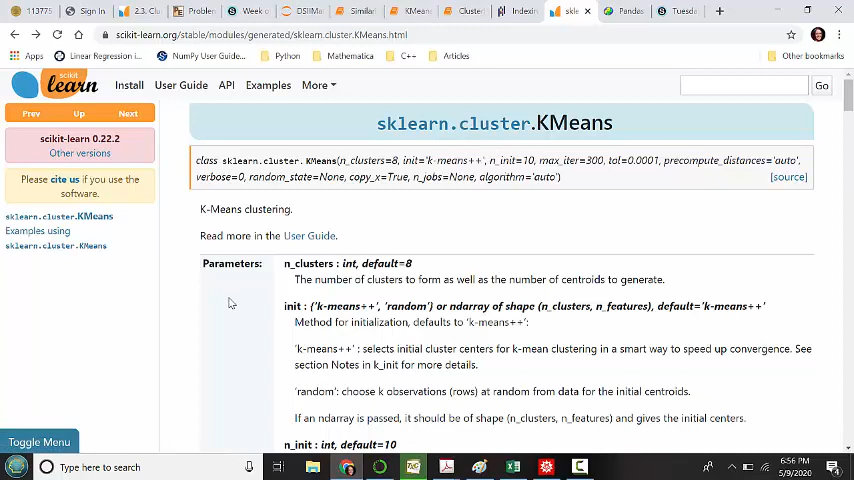 113775
Sign In
2.3. Clu
Problem
Week o
DSIIMa
Similari
KMeans
Cluster
Indexin
skle
Pandas
Tuesda
scikit-learn.org/stable/modules/generated/sklearn.cluster.KMeans.html
Linear Regression i...
NumPy User Guide...
Python
Mathematica
C++
Articles
Other bookmarks
scikit
learn
Install
User Guide
API
Examples
More
Go
Prev
Up
Next
scikit-learn 0.22.2
Other versions
Please cite us if you use the
software.
sklearn.cluster.KMeans
Examples using
sklearn.cluster.KMeans
sklearn.cluster.KMeans
class sklearn.cluster.KMeans(n_clusters=8, init='k-means++', n_init=10, max_iter=300, tol=0.0001, precompute_distances='auto',
verbose=0, random_state=None, copy_x=True, n_jobs=None, algorithm='auto')
[source]
K-Means clustering.
Read more in the User Guide.
Parameters:
n_clusters : int, default=8
The number of clusters to form as well as the number of centroids to generate.
init : {'k-means++', 'random'} or ndarray of shape (n_clusters, n_features), default='k-means++'
Method for initialization, defaults to 'k-means++':
'k-means++' : selects initial cluster centers for k-mean clustering in a smart way to speed up convergence. See
section Notes in k_init for more details.
'random': choose k observations (rows) at random from data for the initial centroids.
If an ndarray is passed, it should be of shape (n_clusters, n_features) and gives the initial centers.
n_init : int, default=10
Toggle Menu
Type here to search
6:56 PM
5/9/2020